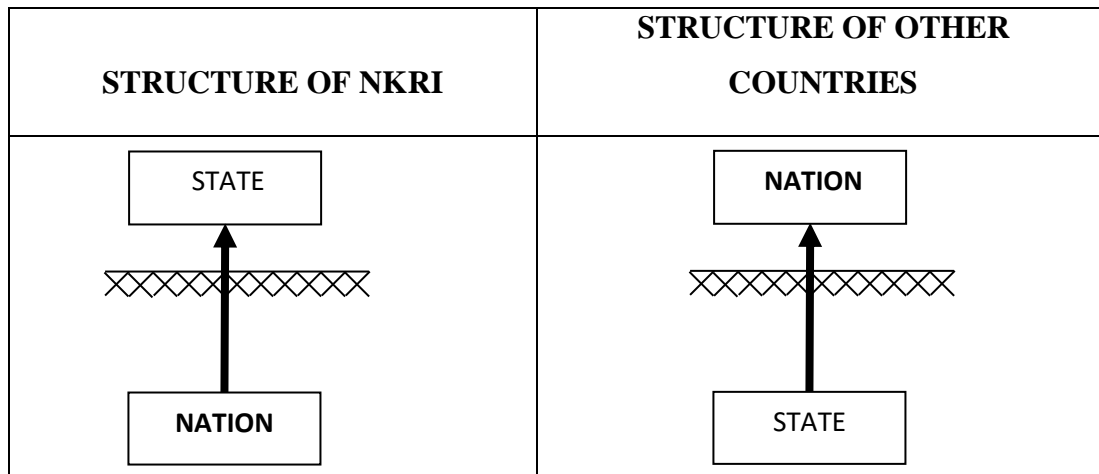 STRUCTURE OF NKRI
STRUCTURE OF OTHER
COUNTRIES
STATE
NATION
NATION
STATE